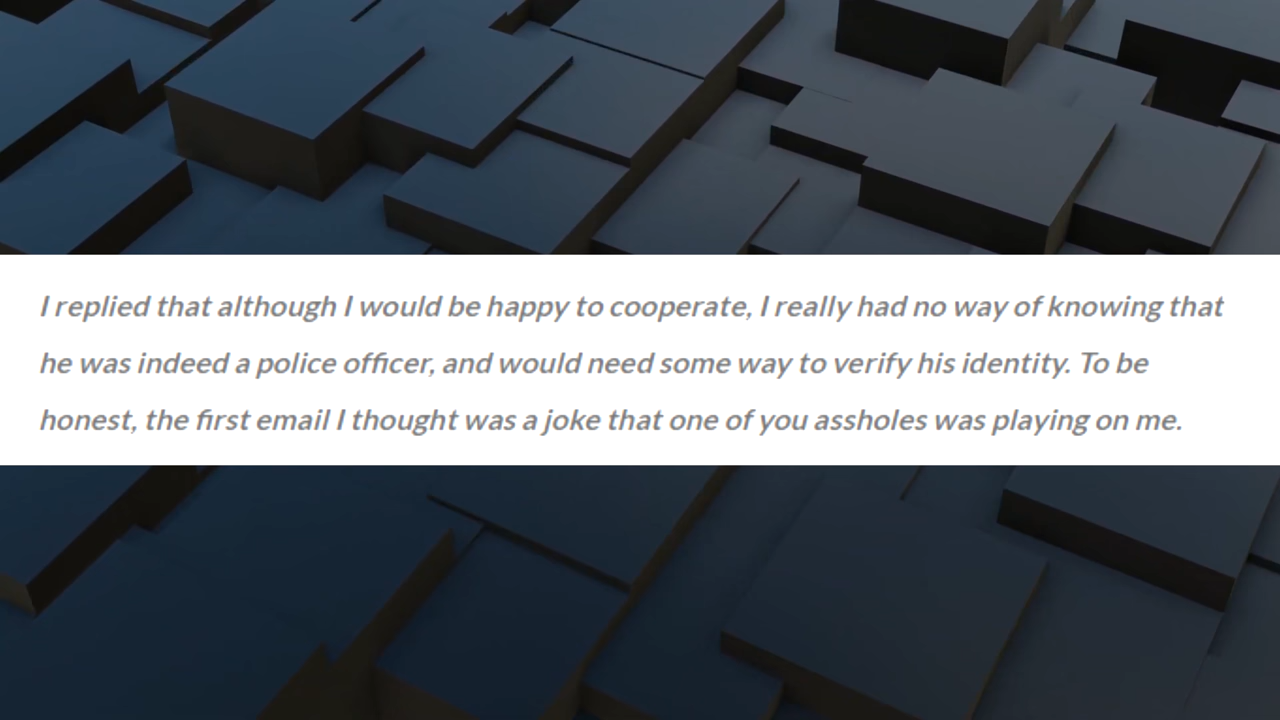 I replied that although I would be happy to cooperate, I really had no way of knowing that
he was indeed a police officer, and would need some way to verify his identity. To be
honest, the first email I thought was a joke that one of you assholes was playing on me.